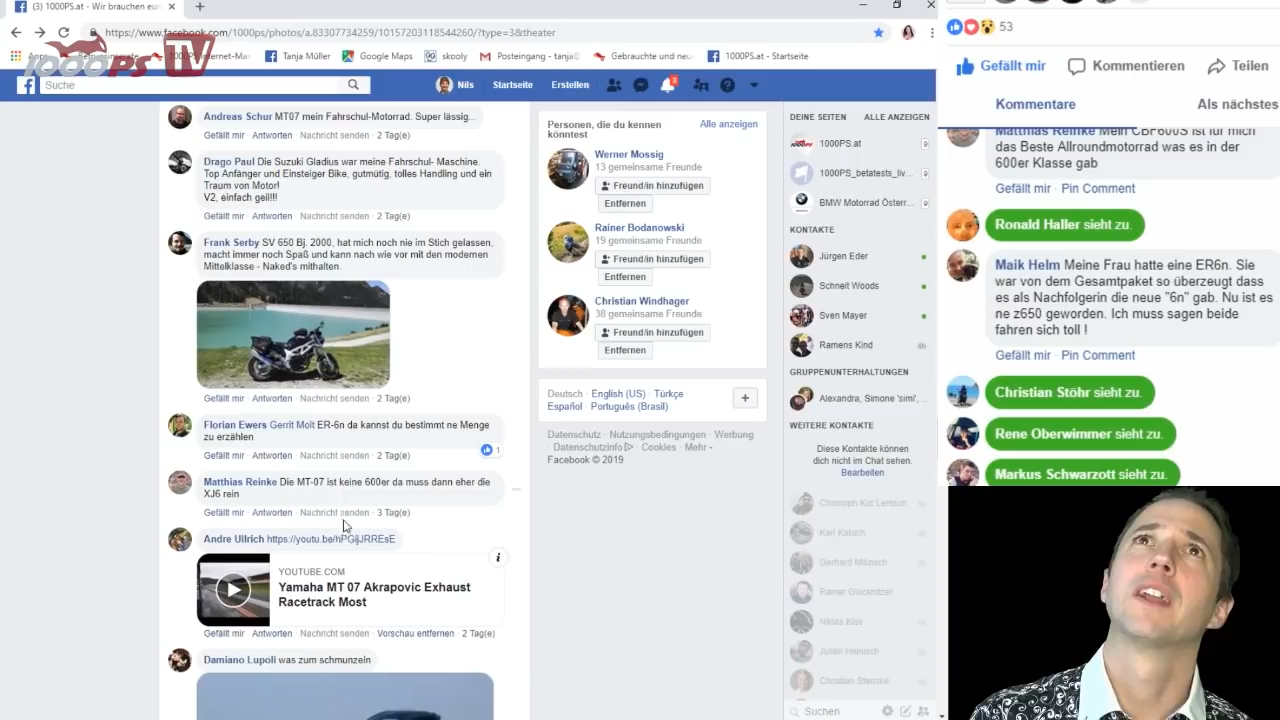 1000PS.at - Wir brauchen eur
https://www.facebook.com/1000ps/photos/a.83307734259/10157203118544260/?type=3&theater
Apps
Tanja Müller
Google Maps
skooly
Posteingang - tanja@
Gebrauchte und neu
1000PS.at - Startseite
1000PS TV
Suche
Nils
Startseite
Erstellen
3
Andreas Schur MT07 mein Fahrschul-Motorrad. Super lässig...
Gefällt mir · Antworten · Nachricht senden · 2 Tag(e)
Drago Paul Die Suzuki Gladius war meine Fahrschul- Maschine.
Top Anfänger und Einsteiger Bike, gutmütig, tolles Handling und ein
Traum von Motor!
V2, einfach geil!!!
Gefällt mir · Antworten · Nachricht senden · 2 Tag(e)
Frank Serby SV 650 Bj. 2000, hat mich noch nie im Stich gelassen,
macht immer noch Spaß und kann nach wie vor mit den modernen
Mittelklasse - Naked's mithalten.
Gefällt mir · Antworten · Nachricht senden · 2 Tag(e)
Florian Ewers Gerrit Molt ER-6n da kannst du bestimmt ne Menge
zu erzählen
1
Gefällt mir · Antworten · Nachricht senden · 2 Tag(e)
Matthias Reinke Die MT-07 ist keine 600er da muss dann eher die
XJ6 rein
Gefällt mir · Antworten · Nachricht senden · 3 Tag(e)
Andre Ullrich https://youtu.be/
YOUTUBE.COM
Yamaha MT 07 Akrapovic Exhaust
Racetrack Most
Gefällt mir · Antworten · Nachricht senden · Vorschau entfernen · 2 Tag(e)
Damiano Lupoli was zum schmunzeln
Personen, die du kennen
könntest
Alle anzeigen
Werner Mossig
13 gemeinsame Freunde
Freund/in hinzufügen
Entfernen
Rainer Bodanowski
19 gemeinsame Freunde
Freund/in hinzufügen
Entfernen
Christian Windhager
38 gemeinsame Freunde
Freund/in hinzufügen
Entfernen
Deutsch · English (US) · Türkçe ·
Español · Português (Brasil)
Datenschutz · Nutzungsbedingungen · Werbung
· Datenschutzinfo · Cookies · Mehr
Facebook © 2019
DEINE SEITEN
ALLE ANZEIGEN
1000PS.at
1000PS_betatests_liv...
BMW Motorrad Österr...
KONTAKTE
Jürgen Eder
Schneit Woods
Sven Mayer
Ramens Kind
4h
GRUPPENUNTERHALTUNGEN
Alexandra, Simone 'simi', ...
WEITERE KONTAKTE
Diese Kontakte können
dich nicht im Chat sehen.
Bearbeiten
Christoph Kot Lentsch
Karl Katoch
Gerhard
Rainer Glocknitzer
Niklas Kiss
Julian Heinisch
Christian Stenske
Suchen
53
Gefällt mir
Kommentieren
Teilen
Kommentare
Als nächstes
Matthias Reinke Mein CBF600S ist für mich
das Beste Allroundmotorrad was es in der
600er Klasse gab
Gefällt mir · Pin Comment
Ronald Haller sieht zu.
Maik Helm Meine Frau hatte eine ER6n. Sie
war von dem Gesamtpaket so überzeugt dass
es als Nachfolgerin die neue "6n" gab. Nu ist es
ne z650 geworden. Ich muss sagen beide
fahren sich toll !
Gefällt mir · Pin Comment
Christian Stöhr sieht zu.
Rene Oberwimmer sieht zu.
Markus Schwarzott sieht zu.